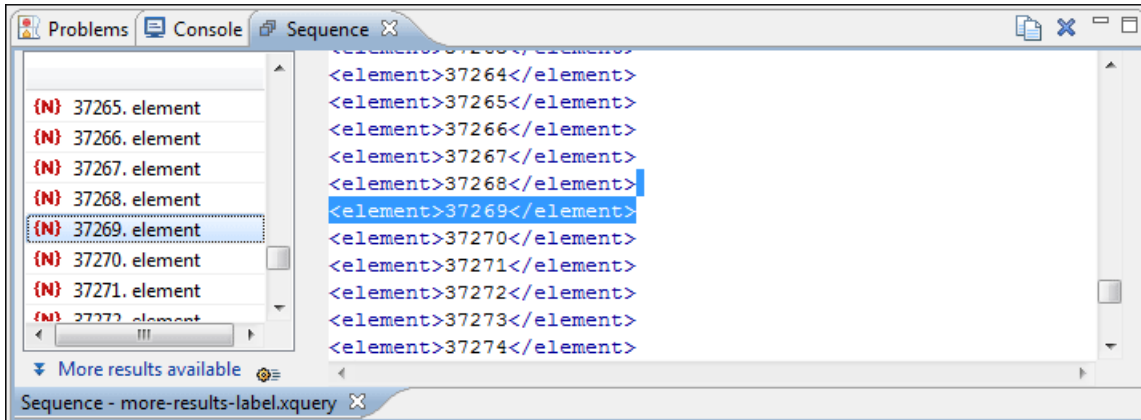 Problems Console Sequence
37265. element
37266. element
37267. element
37268. element
37269. element
37270. element
37271. element
37272. element
<element>37264</element>
<element>37265</element>
<element>37266</element>
<element>37267</element>
<element>37268</element>
<element>37269</element>
<element>37270</element>
<element>37271</element>
<element>37272</element>
<element>37273</element>
<element>37274</element>
More results available
Sequence - more-results-label.xquery